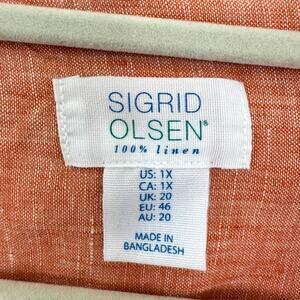 SIGRID
OLSEN®
100% linen
US: 1X
CA: 1X
UK: 20
EU: 46
AU: 20
MADE IN
BANGLADESH